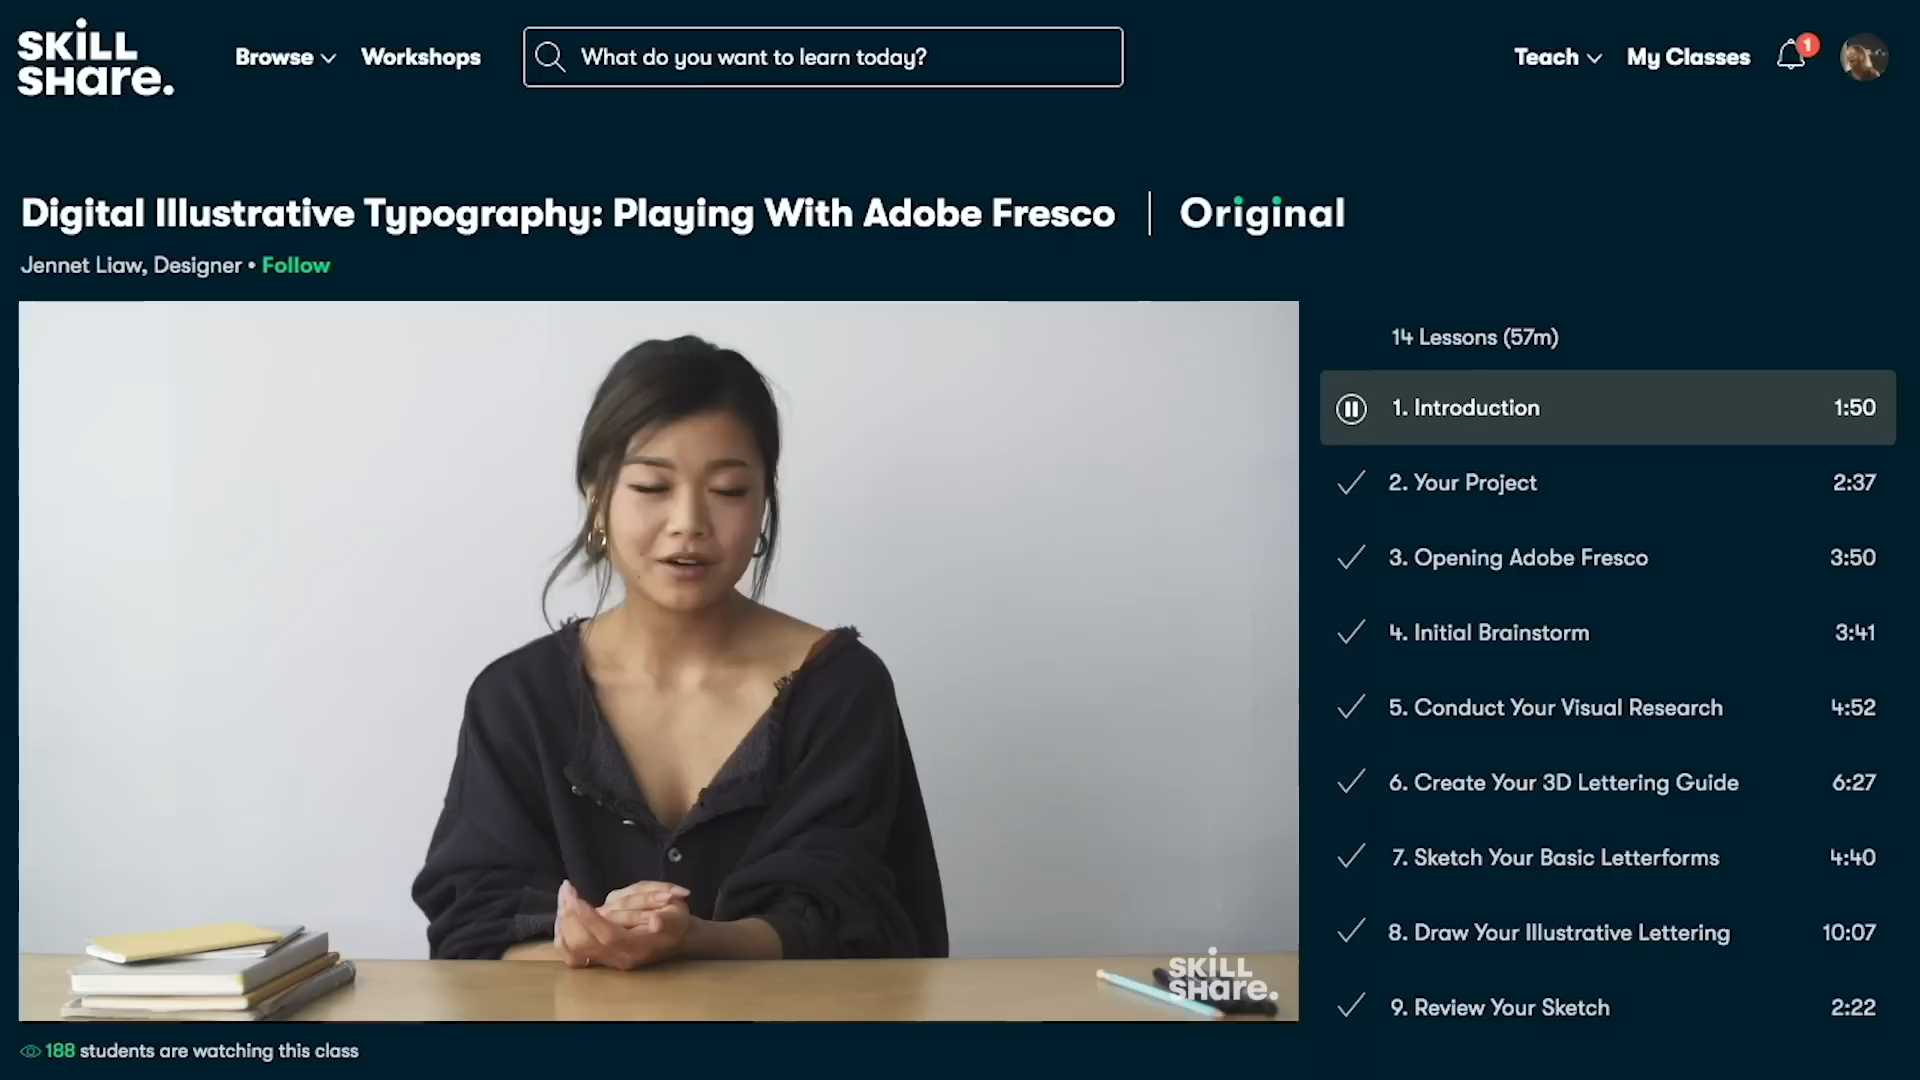 SKILL
SHare.
Browse
Workshops
What do you want to learn today?
Teach
My Classes
1
Digital Illustrative Typography: Playing With Adobe Fresco | Original
Jennet Liaw, Designer • Follow
14 Lessons (57m)
1. Introduction 1:50
2. Your Project 2:37
3. Opening Adobe Fresco 3:50
4. Initial Brainstorm 3:41
5. Conduct Your Visual Research 4:52
6. Create Your 3D Lettering Guide 6:27
7. Sketch Your Basic Letterforms 4:40
8. Draw Your Illustrative Lettering 10:07
9. Review Your Sketch 2:22
SKILL
SHare.
188 students are watching this class